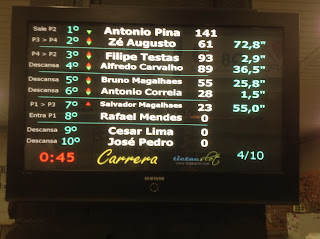 Sale P2 1º Antonio Pina 141
P3 > P4 2º Zé Augusto 61 72,8"
P4 > P2 3º Filipe Testas 93 2,9"
Descansa 4º Alfredo Carvalho 89 36,5"
Descansa 5º Bruno Magalhaes 55 25,8"
Descansa 6º Antonio Correia 28 1,5"
P1 > P3 7º Salvador Magalhaes 23 55,0"
Entra P1 8º Rafael Mendes 0
Descansa 9º Cesar Lima 0
Descansa 10º José Pedro 0
0:45 Carrera 4/10
SAMSUNG